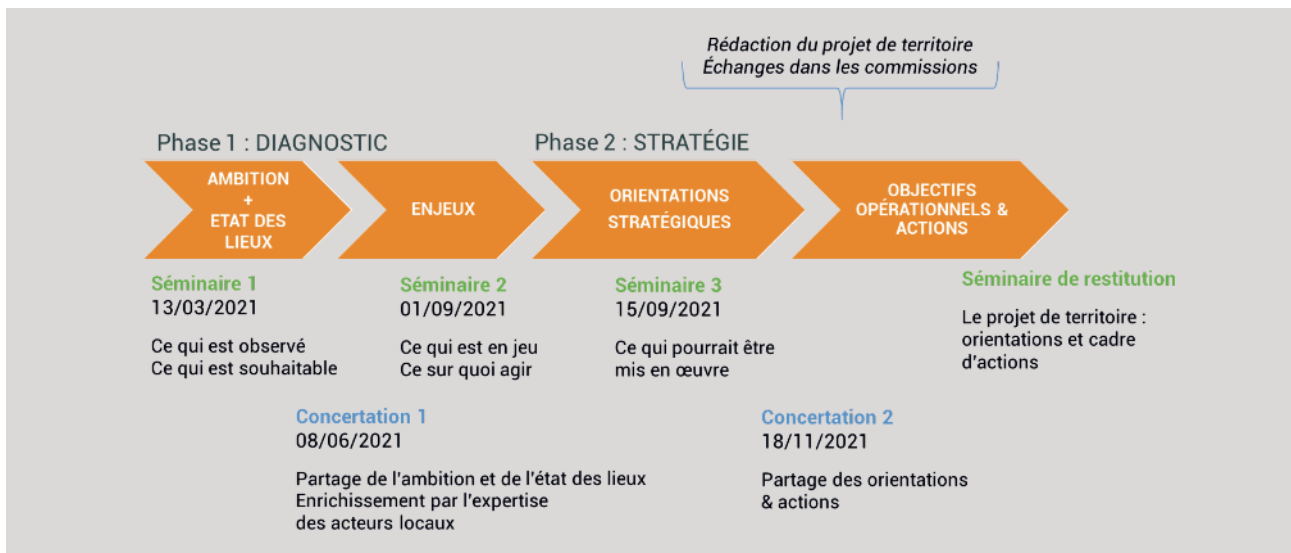 Rédaction du projet de territoire
Échanges dans les commissions
Phase 1 : DIAGNOSTIC
Phase 2 : STRATÉGIE
AMBITION
+
ETAT DES
LIEUX
ENJEUX
ORIENTATIONS
STRATÉGIQUES
OBJECTIFS
OPÉRATIONNELS &
ACTIONS
Séminaire 1
13/03/2021
Ce qui est observé
Ce qui est souhaitable
Séminaire 2
01/09/2021
Ce qui est en jeu
Ce sur quoi agir
Séminaire 3
15/09/2021
Ce qui pourrait être
mis en œuvre
Séminaire de restitution
Le projet de territoire :
orientations et cadre
d'actions
Concertation 1
08/06/2021
Partage de l'ambition et de l'état des lieux
Enrichissement par l'expertise
des acteurs locaux
Concertation 2
18/11/2021
Partage des orientations
& actions